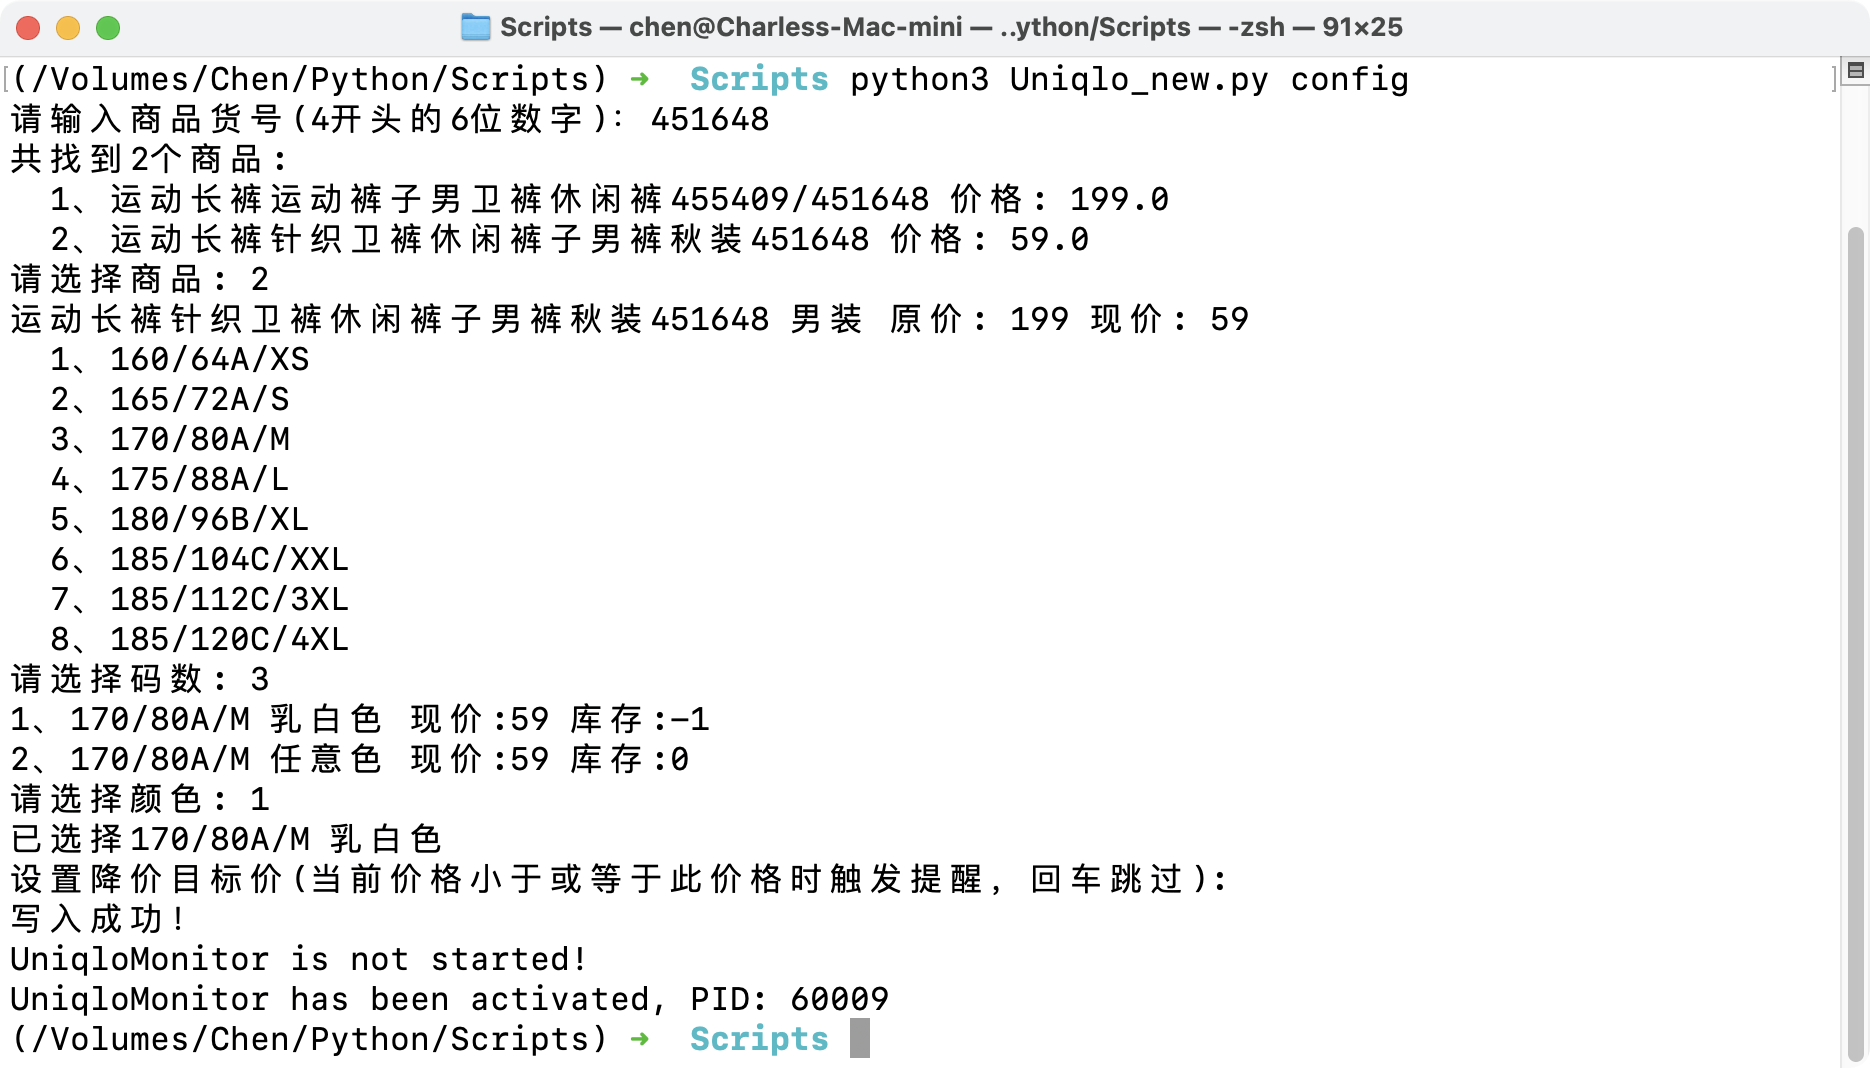 Scripts — chen@Charless-Mac-mini — ..ython/Scripts — -zsh — 91×25
(/Volumes/Chen/Python/Scripts) ➜  Scripts python3 Uniqlo_new.py config
请输入商品货号(4开头的6位数字)：451648
共找到2个商品：
  1、运动长裤运动裤子男卫裤休闲裤455409/451648 价格：199.0
  2、运动长裤针织卫裤休闲裤子男裤秋装451648 价格：59.0
请选择商品：2
运动长裤针织卫裤休闲裤子男裤秋装451648 男装 原价：199 现价：59
  1、160/64A/XS
  2、165/72A/S
  3、170/80A/M
  4、175/88A/L
  5、180/96B/XL
  6、185/104C/XXL
  7、185/112C/3XL
  8、185/120C/4XL
请选择码数：3
1、170/80A/M 乳白色 现价:59 库存:-1
2、170/80A/M 任意色 现价:59 库存:0
请选择颜色：1
已选择170/80A/M 乳白色
设置降价目标价(当前价格小于或等于此价格时触发提醒，回车跳过):
写入成功!
UniqloMonitor is not started!
UniqloMonitor has been activated, PID: 60009
(/Volumes/Chen/Python/Scripts) ➜  Scripts